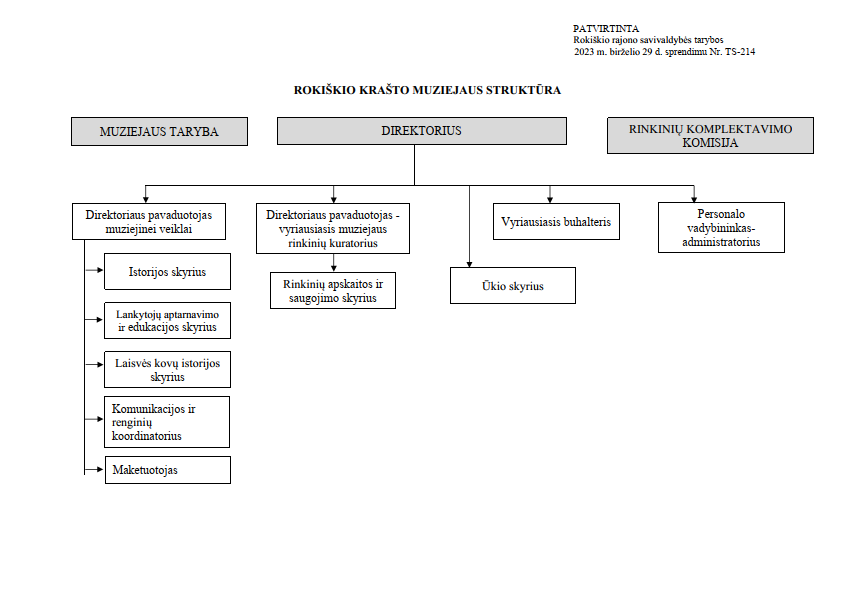 PATVIRTINTA
Rokiškio rajono savivaldybės tarybos
2023 m. birželio 29 d. sprendimu Nr. TS-214
ROKIŠKIO KRAŠTO MUZIEJAUS STRUKTŪRA
MUZIEJAUS TARYBA
DIREKTORIUS
RINKINIŲ KOMPLEKTAVIMO
KOMISIJA
Direktoriaus pavaduotojas
muziejinei veiklai
Direktoriaus pavaduotojas -
vyriausiasis muziejaus
rinkinių kuratorius
Vyriausiasis buhalteris
Personalo
vadybininkas-
administratorius
Istorijos skyrius
Rinkinių apskaitos ir
saugojimo skyrius
Ūkio skyrius
Lankytojų aptarnavimo
ir edukacijos skyrius
Laisvės kovų istorijos
skyrius
Komunikacijos ir
renginių
koordinatorius
Maketuotojas